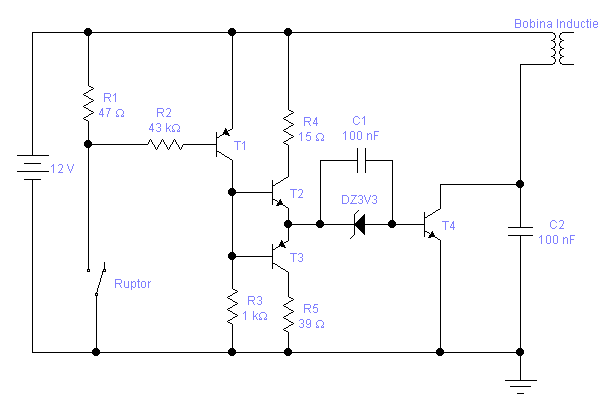 Bobina Inductie
R1
47 Ω
R2
43 kΩ
R4
15 Ω
C1
100 nF
T1
12 V
T2
DZ3V3
T4
C2
100 nF
T3
Ruptor
R3
1 kΩ
R5
39 Ω